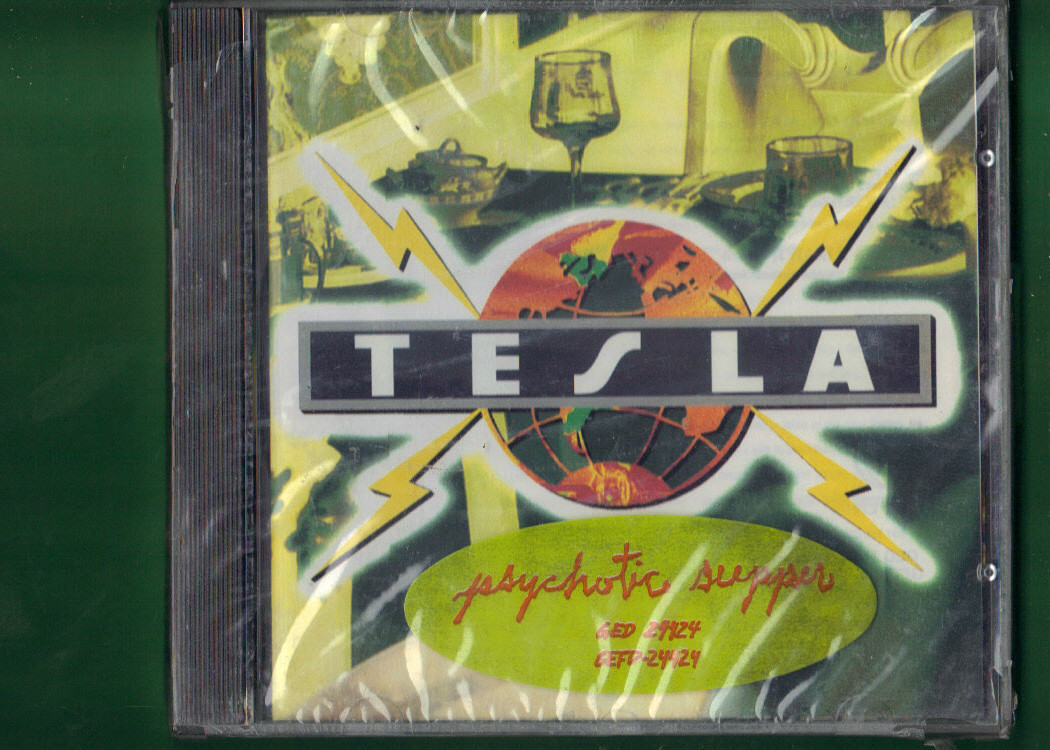 TESLA
psychotic supper
GED 24424
GEFD-24424